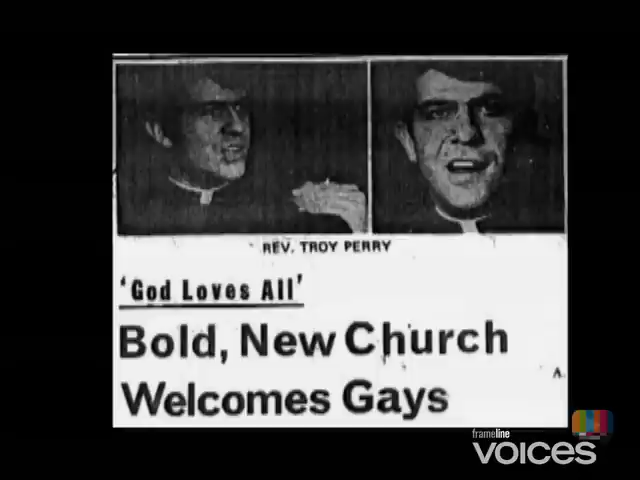 REV. TROY PERRY
'God Loves All'
Bold, New Church
Welcomes Gays
A.
frameline
VOICES